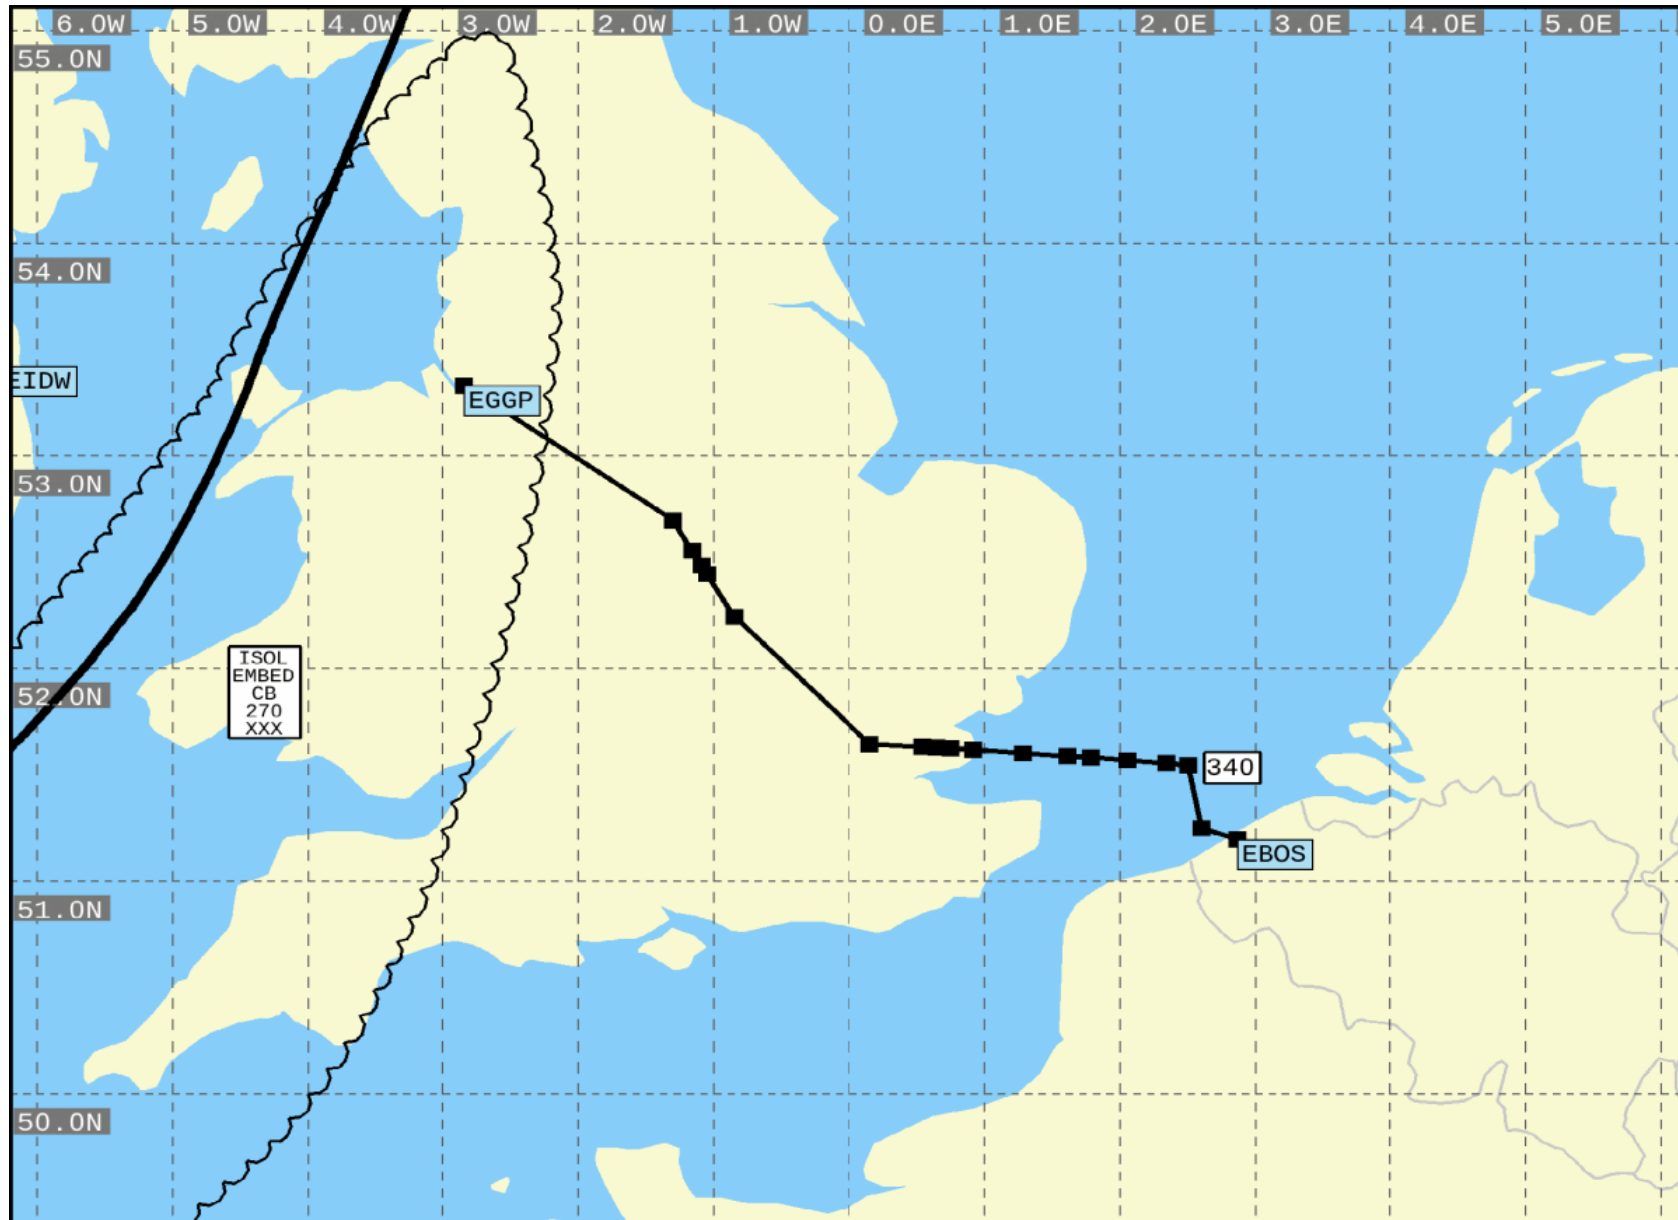 6.0W 5.0W 4.0W 3.0W 2.0W 1.0W 0.0E 1.0E 2.0E 3.0E 4.0E 5.0E
55.0N
54.0N
EIDW
EGGP
53.0N
ISOL
EMBED
CB
270
XXX
52.0N
340
EBOS
51.0N
50.0N